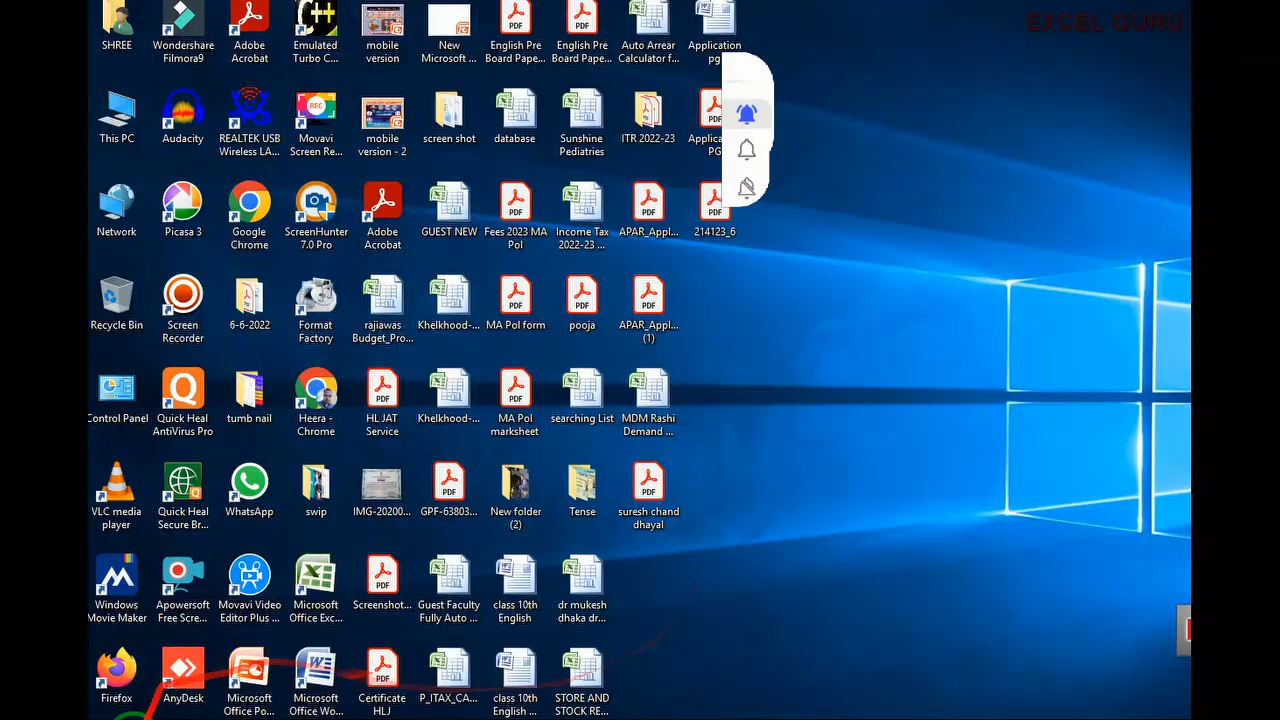 EXCEL GURU
SHREE
Wondershare
Filmora9
Adobe
Acrobat
Emulated
Turbo C...
mobile
version
New
Microsoft ...
English Pre
Board Pape...
English Pre
Board Pape...
Auto Arrear
Calculator f...
Application
pg
This PC
Audacity
REALTEK USB
Wireless LA...
Movavi
Screen Re...
mobile
version - 2
screen shot
database
Sunshine
Pediatries
ITR 2022-23
PG
Network
Picasa 3
Google
Chrome
ScreenHunter
7.0 Pro
Adobe
Acrobat
GUEST NEW
Fees 2023 MA
Pol
Income Tax
2022-23 ...
APAR_Appl...
214123_6
Recycle Bin
Screen
Recorder
6-6-2022
Format
Factory
rajiawas
Budget_Pro...
Khelkhood-...
MA Pol form
pooja
APAR_Appl...
(1)
Control Panel
Quick Heal
AntiVirus Pro
tumb nail
Heera -
Chrome
HL JAT
Service
Khelkhood-...
MA Pol
marksheet
searching List
MDM Rashi
Demand ...
VLC media
player
Quick Heal
Secure Br...
WhatsApp
swip
IMG-20200...
GPF-63803...
New folder
(2)
Tense
suresh chand
dhayal
Windows
Movie Maker
Apowersoft
Free Scre...
Movavi Video
Editor Plus ...
Microsoft
Office Exc...
Screenshot...
Guest Faculty
Fully Auto ...
class 10th
English
dr mukesh
dhaka dr...
Firefox
AnyDesk
Microsoft
Office Po...
Microsoft
Office Wo...
Certificate
HLJ
P_ITAX_CA...
class 10th
English ...
STORE AND
STOCK RE...